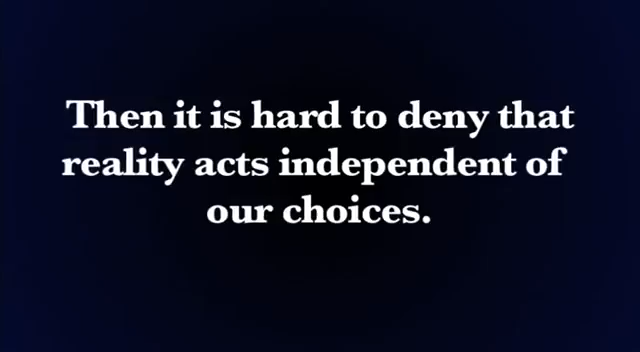 Then it is hard to deny that
reality acts independent of
our choices.